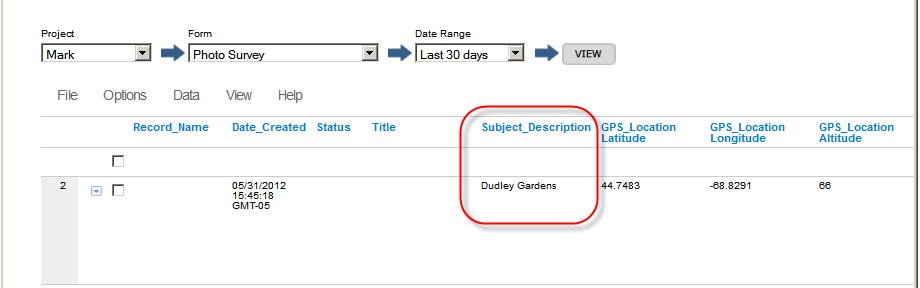 Project Form Date Range
Mark Photo Survey Last 30 days VIEW
File Options Data View Help
Record_Name Date_Created Status Title Subject_Description GPS_Location GPS_Location GPS_Location
Latitude Longitude Altitude
2 05/31/2012 Dudley Gardens 44.7483 -68.8291 66
15:45:18
GMT-05